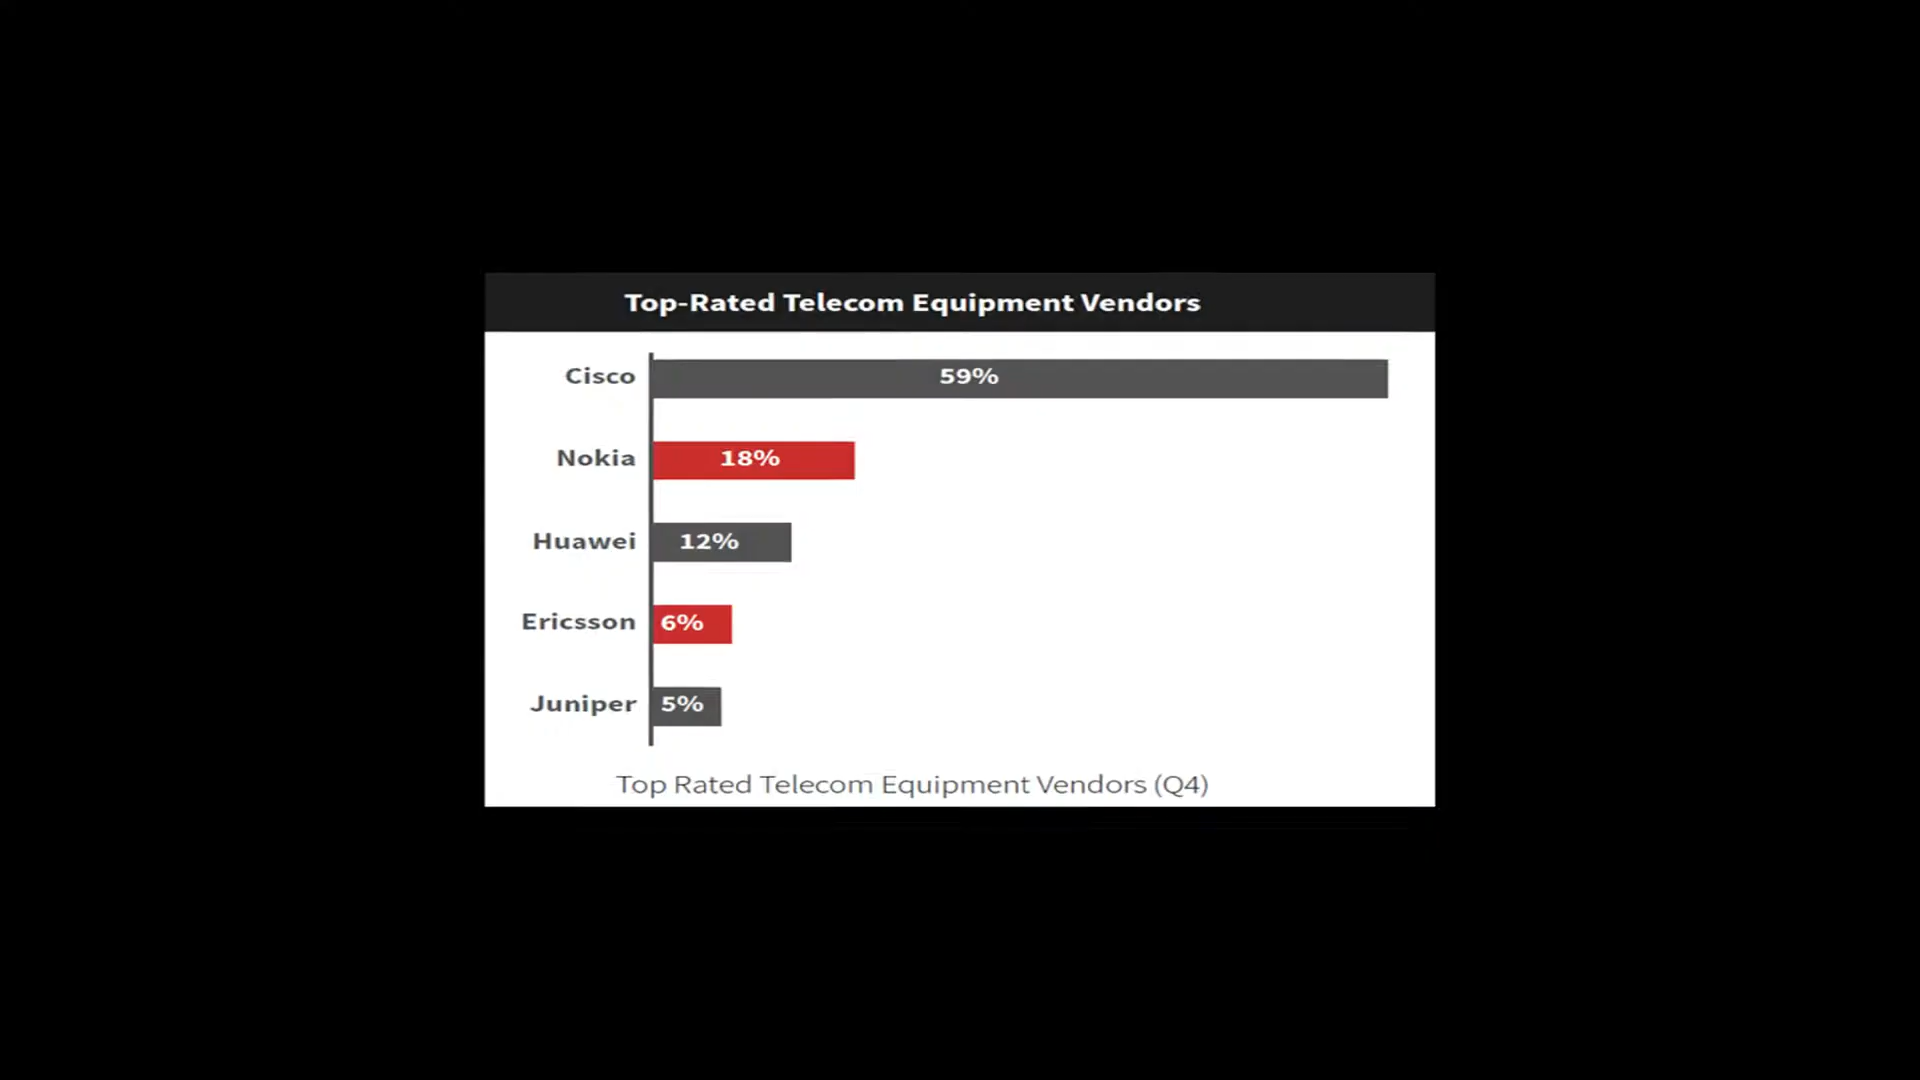 Top-Rated Telecom Equipment Vendors
Cisco 59%
Nokia 18%
Huawei 12%
Ericsson 6%
Juniper 5%
Top Rated Telecom Equipment Vendors (Q4)